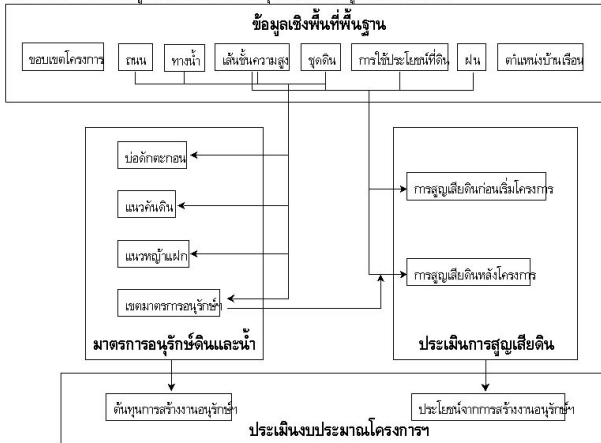 ข้อมูลเชิงพื้นที่พื้นฐาน
ขอบเขตโครงการ ถนน ทางน้ำ เส้นชั้นความสูง ชุดดิน การใช้ประโยชน์ที่ดิน ฝน ตำแหน่งบ้านเรือน
บ่อดักตะกอน
แนวคันดิน
แนวหญ้าแฝก
เขตมาตรการอนุรักษ์ฯ
มาตรการอนุรักษ์ดินและน้ำ
การสูญเสียดินก่อนเริ่มโครงการ
การสูญเสียดินหลังโครงการ
ประเมินการสูญเสียดิน
ต้นทุนการสร้างงานอนุรักษ์ฯ
ประโยชน์จากการสร้างงานอนุรักษ์ฯ
ประเมินงบประมาณโครงการฯ